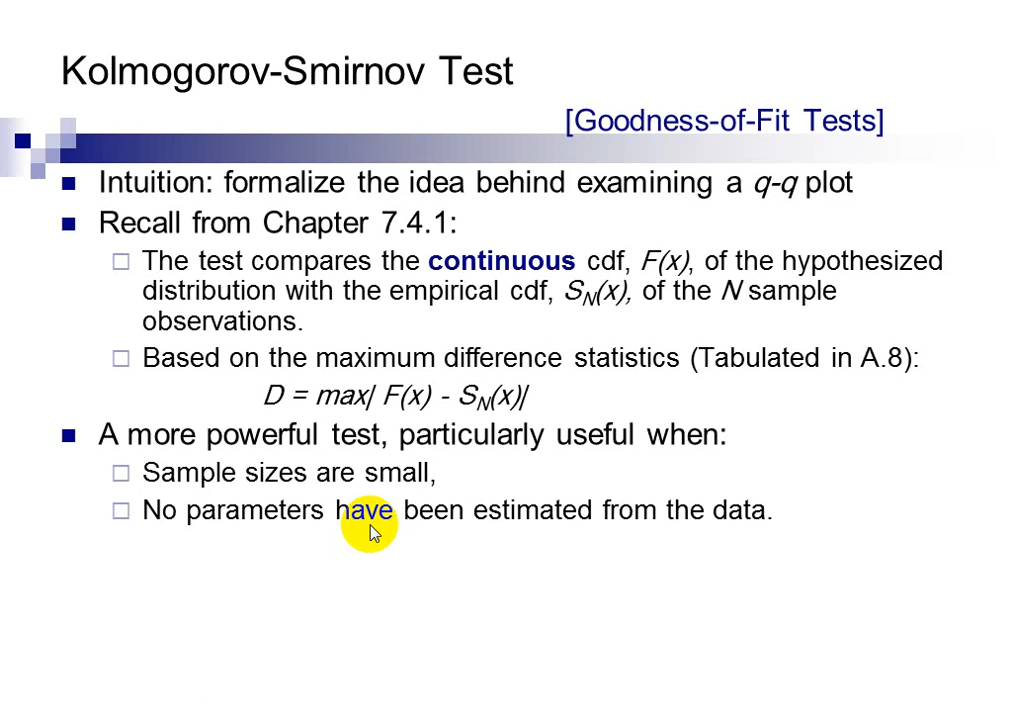 Kolmogorov-Smirnov Test
[Goodness-of-Fit Tests]
Intuition: formalize the idea behind examining a q-q plot
Recall from Chapter 7.4.1:
The test compares the continuous cdf, F(x), of the hypothesized
distribution with the empirical cdf, SN(x), of the N sample
observations.
Based on the maximum difference statistics (Tabulated in A.8):
D = max| F(x) - SN(x)|
A more powerful test, particularly useful when:
Sample sizes are small,
No parameters have been estimated from the data.